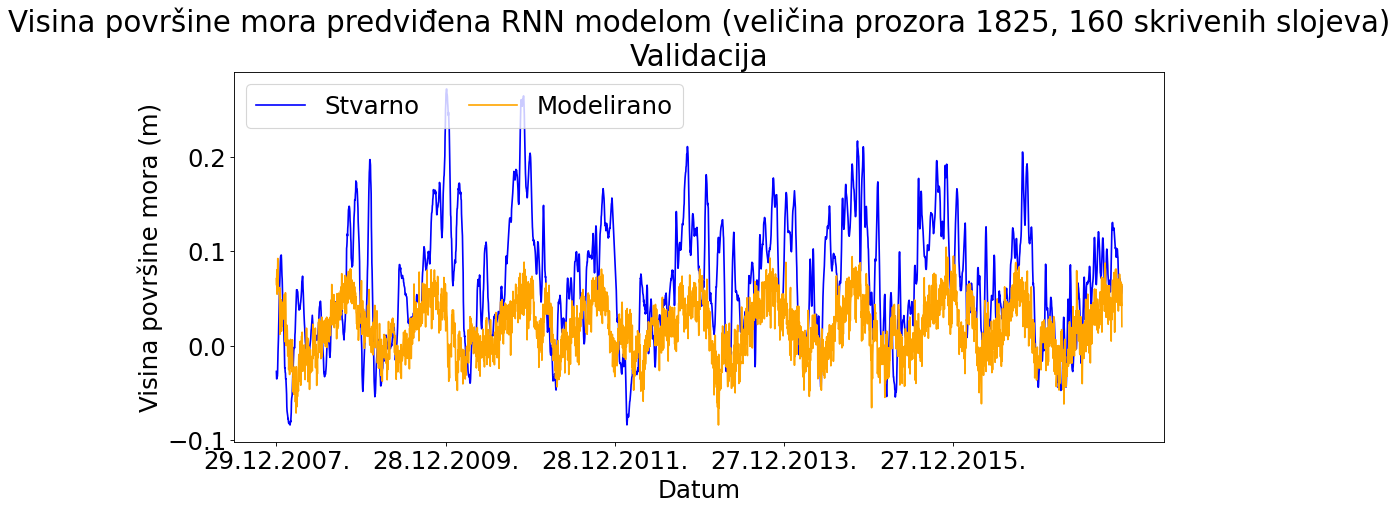 Visina površine mora predviđena RNN modelom (veličina prozora 1825, 160 skrivenih slojeva)
Validacija
Stvarno
Modelirano
Visina površine mora (m)
0.2
0.1
0.0
−0.1
29.12.2007.
28.12.2009.
28.12.2011.
27.12.2013.
27.12.2015.
Datum